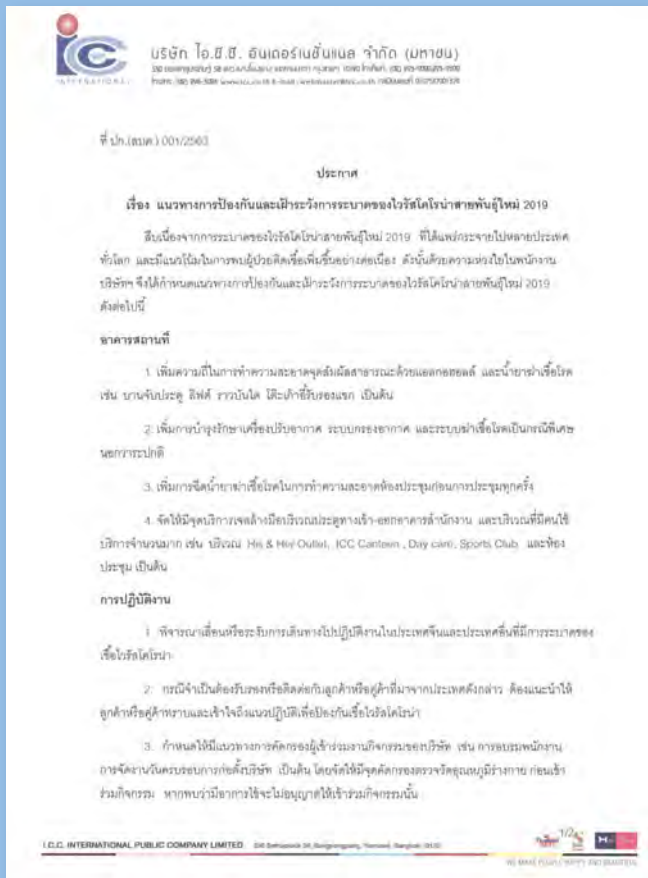 ICC
INTERNATIONAL
บริษัท ไอ.ซี.ซี. อินเตอร์เนชั่นแนล จำกัด (มหาชน)
ที่ ปก.(สมค.) 001/2563
ประกาศ
เรื่อง แนวทางการป้องกันและเฝ้าระวังการระบาดของไวรัสโคโรน่าสายพันธุ์ใหม่ 2019
สืบเนื่องจากการระบาดของไวรัสโคโรน่าสายพันธุ์ใหม่ 2019 ที่ได้แพร่กระจายไปหลายประเทศ
ทั่วโลก และมีแนวโน้มในการพบผู้ป่วยติดเชื้อเพิ่มขึ้นอย่างต่อเนื่อง ดังนั้นด้วยความห่วงใยในพนักงาน
บริษัทฯ จึงได้กำหนดแนวทางการป้องกันและเฝ้าระวังการระบาดของไวรัสโคโรน่าสายพันธุ์ใหม่ 2019
ดังต่อไปนี้
อาคารสถานที่
1. เพิ่มความถี่ในการทำความสะอาดจุดสัมผัสสาธารณะด้วยแอลกอฮอลล์ และน้ำยาฆ่าเชื้อโรค
เช่น บานจับประตู ลิฟต์ ราวบันได โต๊ะเก้าอี้รับรองแขก เป็นต้น
2. เพิ่มการบำรุงรักษาเครื่องปรับอากาศ ระบบกรองอากาศ และระบบฆ่าเชื้อโรคเป็นกรณีพิเศษ
นอกวาระปกติ
3. เพิ่มการฉีดน้ำยาฆ่าเชื้อโรคในการทำความสะอาดห้องประชุมก่อนการประชุมทุกครั้ง
4. จัดให้มีจุดบริการเจลล้างมือบริเวณประตูทางเข้า-ออกอาคารสำนักงาน และบริเวณที่มีคนใช้
บริการจำนวนมาก เช่น บริเวณ His & Her Outlet, ICC Canteen , Day care, Sports Club และห้อง
ประชุม เป็นต้น
การปฏิบัติงาน
1. พิจารณาเลื่อนหรือระงับการเดินทางไปปฏิบัติงานในประเทศจีนและประเทศอื่นที่มีการระบาดของ
เชื้อไวรัสโคโรน่า
2. กรณีจำเป็นต้องรับรองหรือติดต่อกับลูกค้าหรือคู่ค้าที่มาจากประเทศดังกล่าว ต้องแนะนำให้
ลูกค้าหรือคู่ค้าทราบและเข้าใจถึงแนวปฏิบัติเพื่อป้องกันเชื้อไวรัสโคโรน่า
3. กำหนดให้มีแนวทางการคัดกรองผู้เข้าร่วมงานกิจกรรมของบริษัท เช่น การอบรมพนักงาน
การจัดงานวันครบรอบการก่อตั้งบริษัท เป็นต้น โดยจัดให้มีจุดคัดกรองตรวจวัดอุณหภูมิร่างกาย ก่อนเข้า
ร่วมกิจกรรม หากพบว่ามีอาการไข้จะไม่อนุญาตให้เข้าร่วมกิจกรรมนั้น
1/2
I.C.C. INTERNATIONAL PUBLIC COMPANY LIMITED